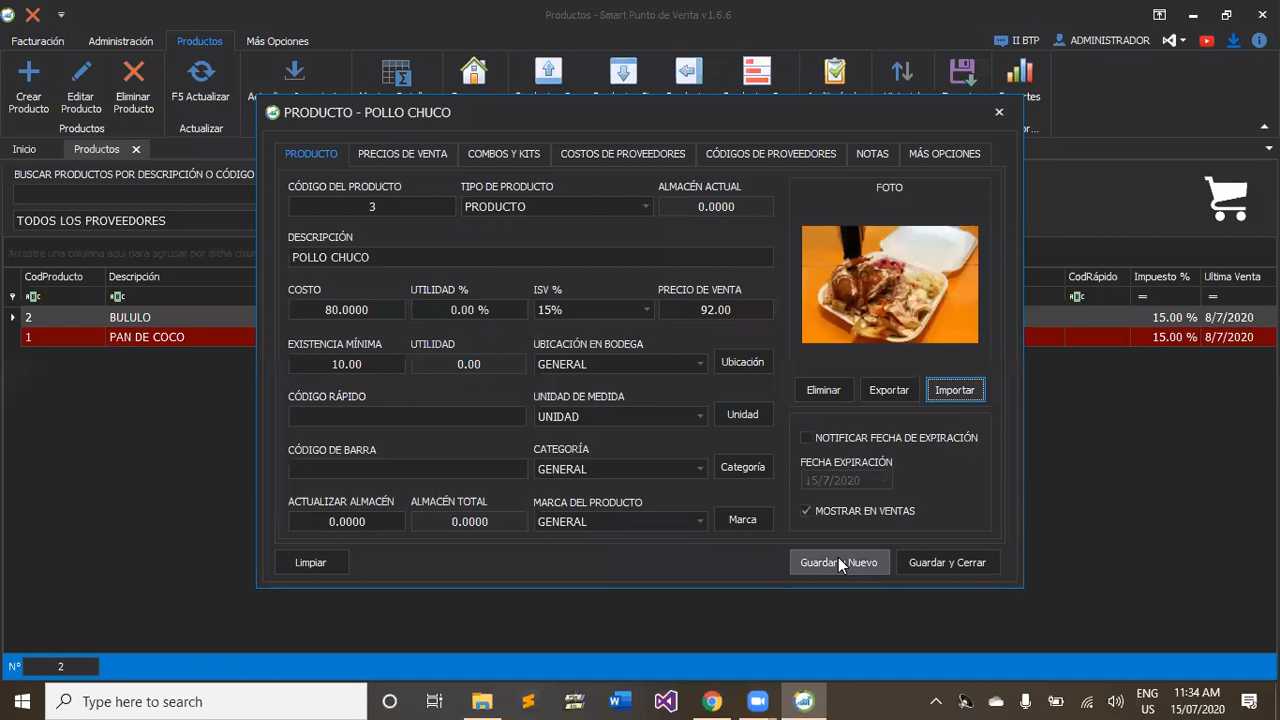 Productos - Smart Punto de Venta v1.6.6
Facturación Administración Productos Más Opciones
II BTP ADMINISTRADOR
Crear Producto
Editar Producto
Eliminar Producto
F5 Actualizar
Productos Actualizar
Inicio Productos
BUSCAR PRODUCTOS POR DESCRIPCIÓN O CÓDIGO
TODOS LOS PROVEEDORES
Arrastre una columna aquí para agrupar por dicha
CodProducto Descripción CodRápido Impuesto % Ultima Venta
2 BULULO 15.00 % 8/7/2020
1 PAN DE COCO 15.00 % 8/7/2020
PRODUCTO - POLLO CHUCO
PRODUCTO PRECIOS DE VENTA COMBOS Y KITS COSTOS DE PROVEEDORES CÓDIGOS DE PROVEEDORES NOTAS MÁS OPCIONES
CÓDIGO DEL PRODUCTO TIPO DE PRODUCTO ALMACÉN ACTUAL FOTO
3 PRODUCTO 0.0000
DESCRIPCIÓN
POLLO CHUCO
COSTO UTILIDAD % ISV % PRECIO DE VENTA
80.0000 0.00 % 15% 92.00
EXISTENCIA MÍNIMA UTILIDAD UBICACIÓN EN BODEGA
10.00 0.00 GENERAL Ubicación
Eliminar Exportar Importar
CÓDIGO RÁPIDO UNIDAD DE MEDIDA
UNIDAD Unidad
NOTIFICAR FECHA DE EXPIRACIÓN
CÓDIGO DE BARRA CATEGORÍA FECHA EXPIRACIÓN
GENERAL Categoría 15/7/2020
ACTUALIZAR ALMACÉN ALMACÉN TOTAL MARCA DEL PRODUCTO MOSTRAR EN VENTAS
0.0000 0.0000 GENERAL Marca
Limpiar Guardar Nuevo Guardar y Cerrar
N° 2
Type here to search
ENG 11:34 AM
US 15/07/2020